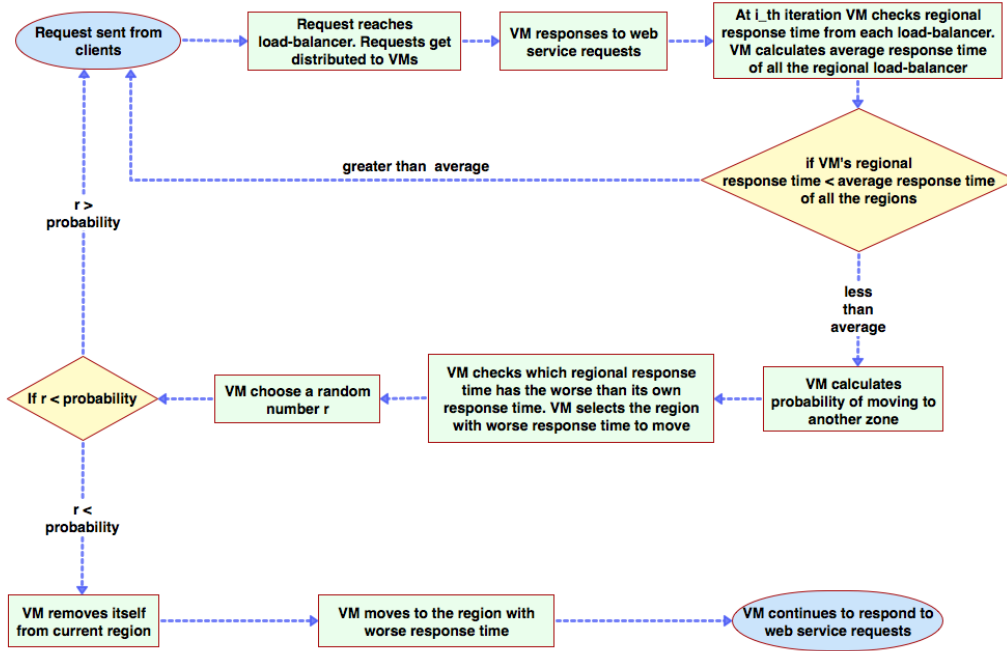 Request sent from
clients
Request reaches
load-balancer. Requests get
distributed to VMs
VM responses to web
service requests
At i_th iteration VM checks regional
response time from each load-balancer.
VM calculates average response time
of all the regional load-balancer
greater than average
if VM's regional
response time < average response time
of all the regions
r >
probability
less
than
average
If r < probability
VM choose a random
number r
VM checks which regional response
time has the worse than its own
response time. VM selects the region
with worse response time to move
VM calculates
probability of moving to
another zone
r <
probability
VM removes itself
from current region
VM moves to the region with
worse response time
VM continues to respond to
web service requests